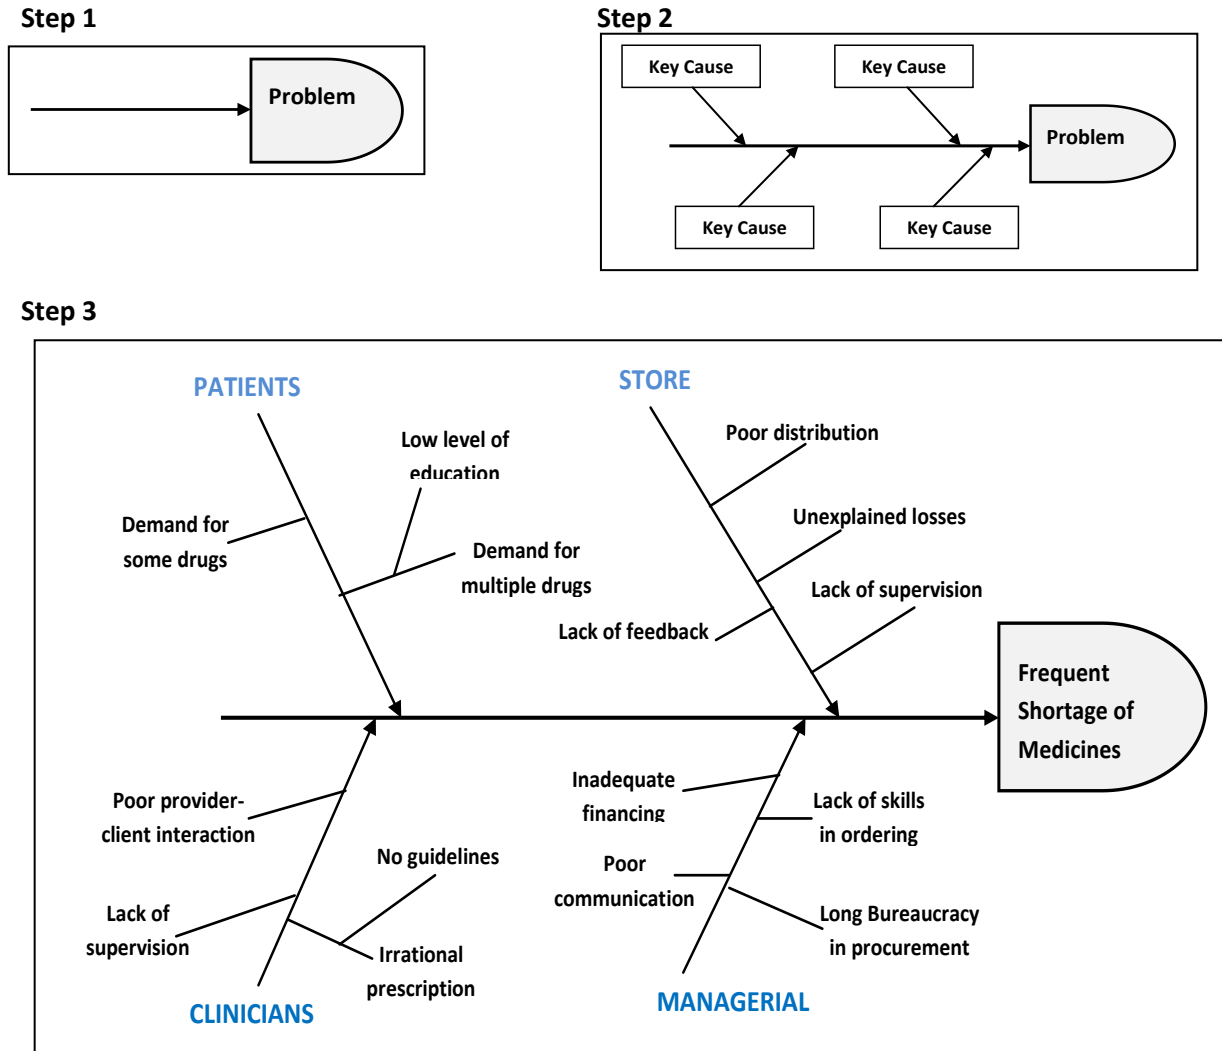 Step 1
Problem
Step 2
Key Cause
Key Cause
Problem
Key Cause
Key Cause
Step 3
PATIENTS
STORE
Low level of
education
Demand for
some drugs
Demand for
multiple drugs
Poor distribution
Unexplained losses
Lack of supervision
Lack of feedback
Frequent
Shortage of
Medicines
Poor provider-
client interaction
No guidelines
Lack of
supervision
Irrational
prescription
CLINICIANS
Inadequate
financing
Lack of skills
in ordering
Poor
communication
Long Bureaucracy
in procurement
MANAGERIAL